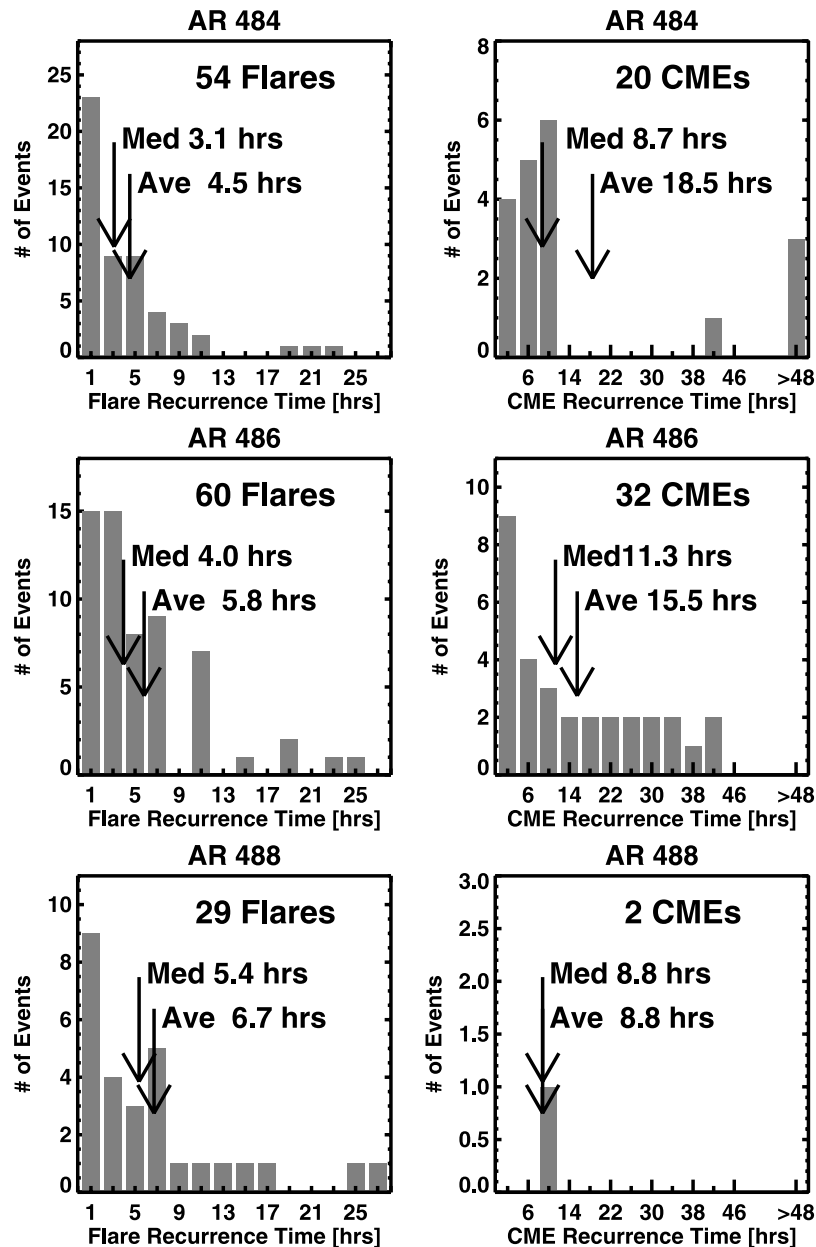 AR 484
54 Flares
Med 3.1 hrs
Ave 4.5 hrs
# of Events
25
20
15
10
5
0
1 5 9 13 17 21 25
Flare Recurrence Time [hrs]
AR 484
20 CMEs
Med 8.7 hrs
Ave 18.5 hrs
# of Events
8
6
4
2
0
6 14 22 30 38 46 >48
CME Recurrence Time [hrs]
AR 486
60 Flares
Med 4.0 hrs
Ave 5.8 hrs
# of Events
15
10
5
0
1 5 9 13 17 21 25
Flare Recurrence Time [hrs]
AR 486
32 CMEs
Med11.3 hrs
Ave 15.5 hrs
# of Events
10
8
6
4
2
0
6 14 22 30 38 46 >48
CME Recurrence Time [hrs]
AR 488
29 Flares
Med 5.4 hrs
Ave 6.7 hrs
# of Events
10
8
6
4
2
0
1 5 9 13 17 21 25
Flare Recurrence Time [hrs]
AR 488
2 CMEs
Med 8.8 hrs
Ave 8.8 hrs
# of Events
3.0
2.5
2.0
1.5
1.0
0.5
0.0
6 14 22 30 38 46 >48
CME Recurrence Time [hrs]